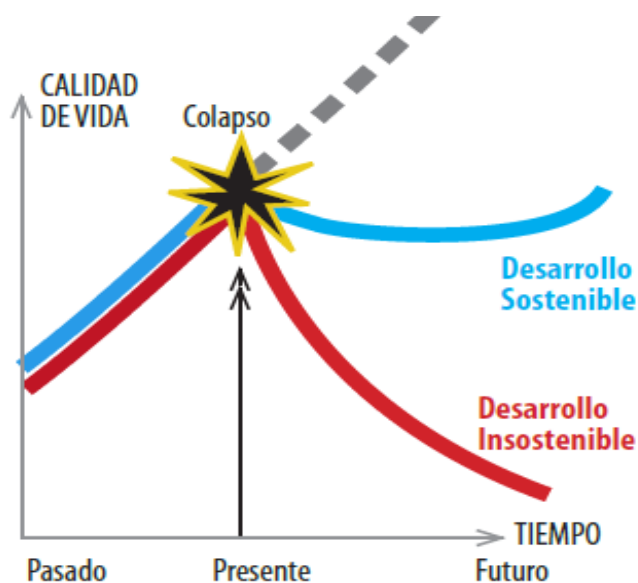 CALIDAD
DE VIDA
Colapso
Desarrollo
Sostenible
Desarrollo
Insostenible
TIEMPO
Pasado
Presente
Futuro